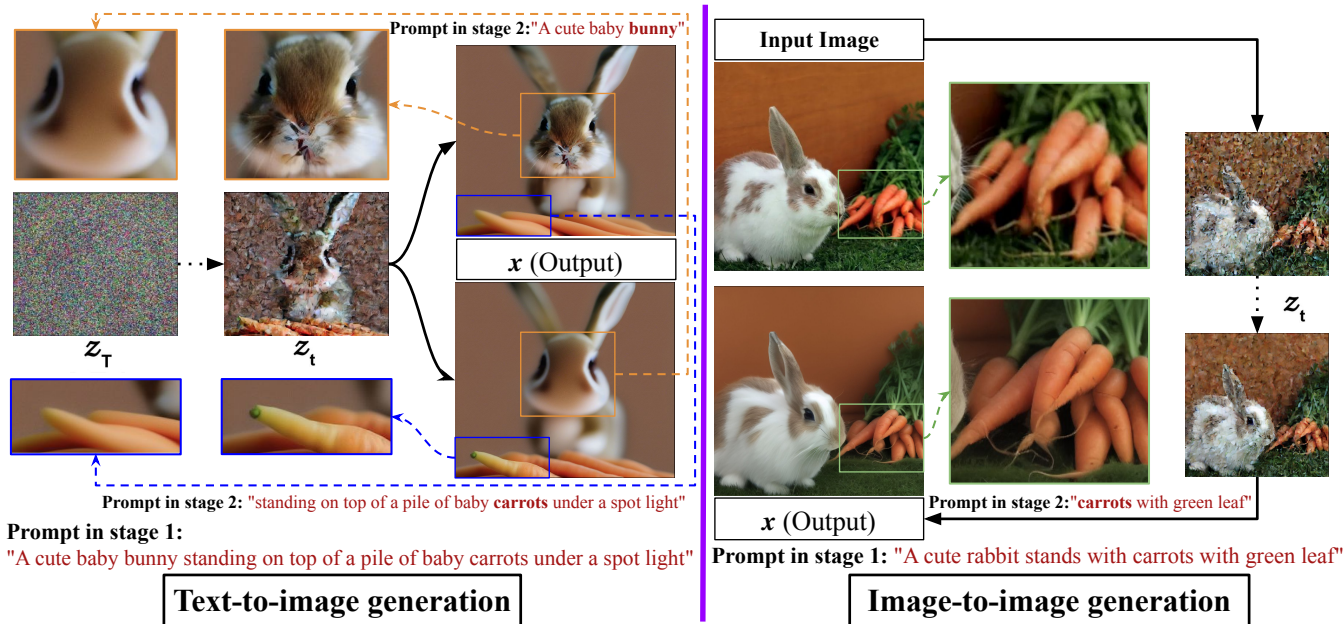 Prompt in stage 2:"A cute baby bunny"
x (Output)
z_T
z_t
Prompt in stage 2: "standing on top of a pile of baby carrots under a spot light"
Prompt in stage 1:
"A cute baby bunny standing on top of a pile of baby carrots under a spot light"
Text-to-image generation
Input Image
z_t
Prompt in stage 2:"carrots with green leaf"
x (Output)
Prompt in stage 1: "A cute rabbit stands with carrots with green leaf"
Image-to-image generation